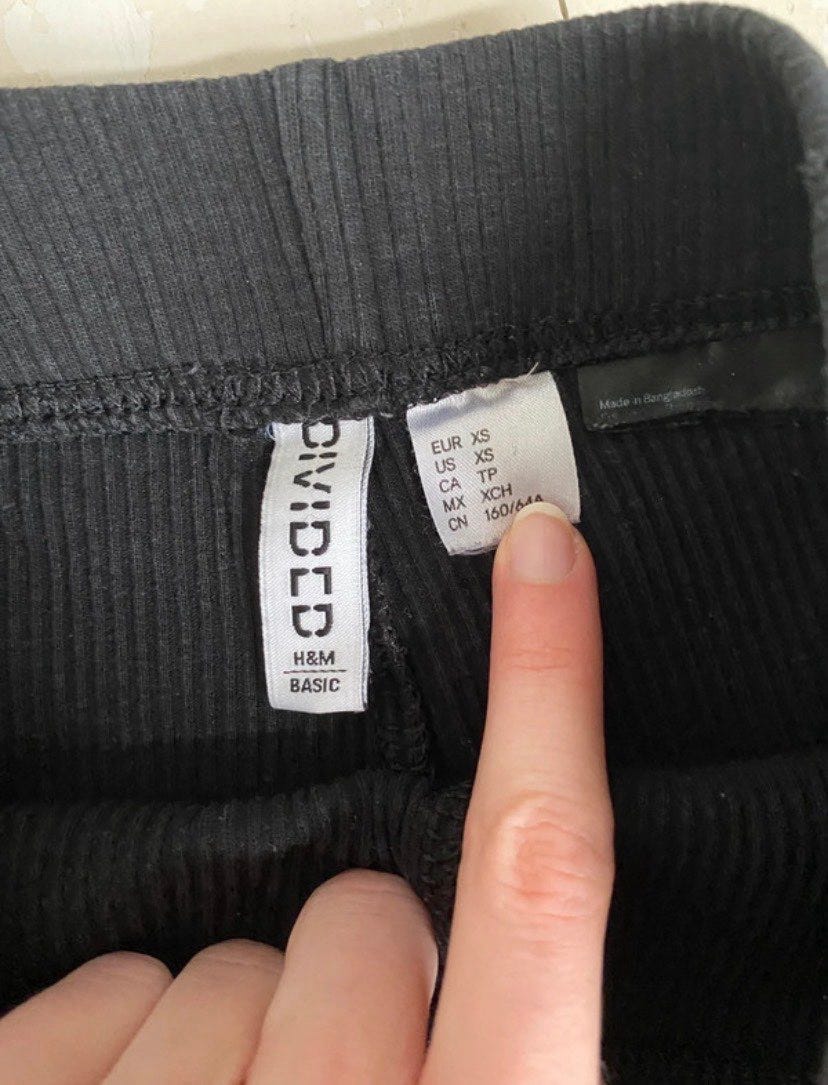 DIVIDED
H&M
BASIC
EUR XS
US XS
CA TP
MX XCH
CN 160/64A
Made in Bangladesh